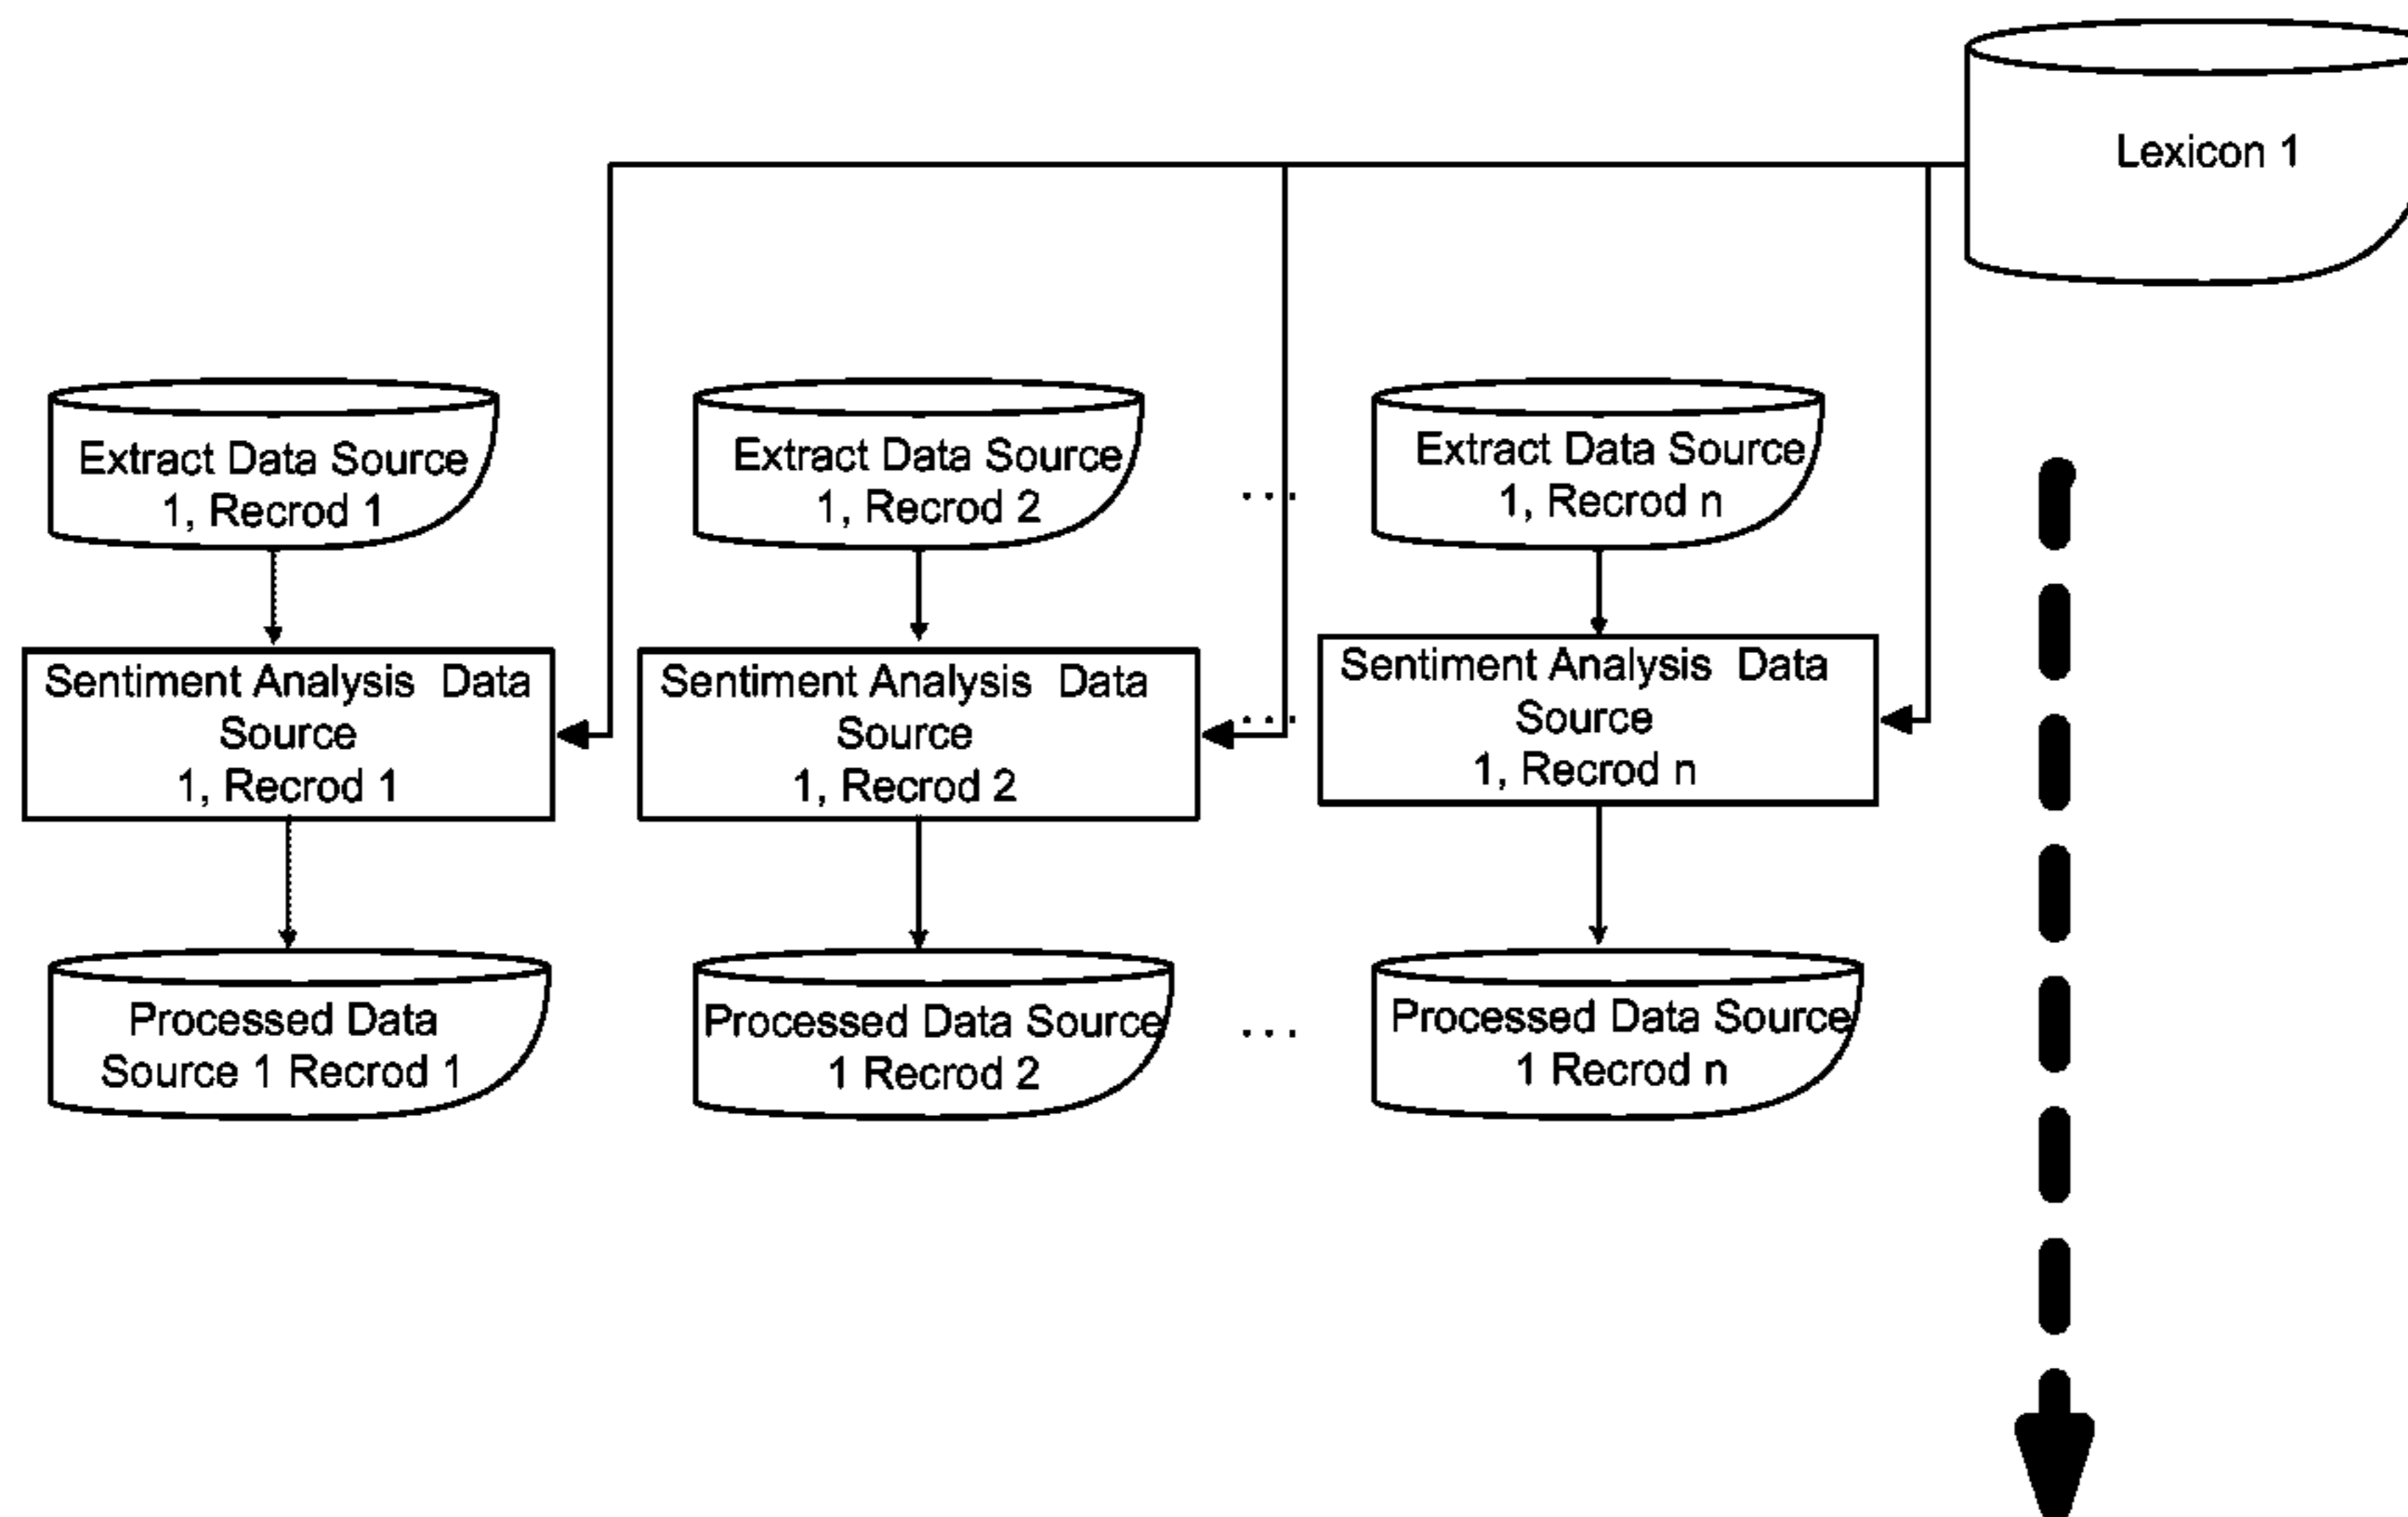 Lexicon 1
Extract Data Source
1, Recrod 1
Extract Data Source
1, Recrod 2
...
Extract Data Source
1, Recrod n
Sentiment Analysis  Data
Source
1, Recrod 1
Sentiment Analysis  Data
Source
1, Recrod 2
...
Sentiment Analysis  Data
Source
1, Recrod n
Processed Data
Source 1 Recrod 1
Processed Data Source
1 Recrod 2
...
Processed Data Source
1 Recrod n